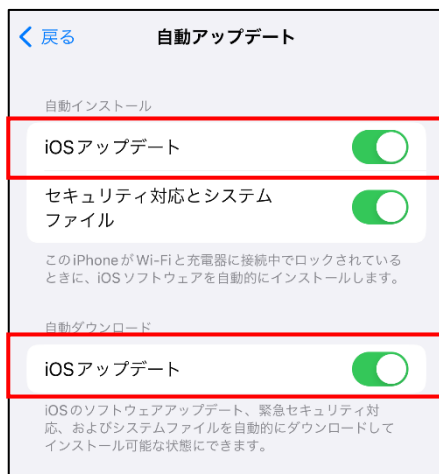 戻る
自動アップデート
自動インストール
iOSアップデート
セキュリティ対応とシステム
ファイル
このiPhoneがWi-Fiと充電器に接続中でロックされている
ときに、iOSソフトウェアを自動的にインストールします。
自動ダウンロード
iOSアップデート
iOSのソフトウェアアップデート、緊急セキュリティ対
応、およびシステムファイルを自動的にダウンロードして
インストール可能な状態にできます。